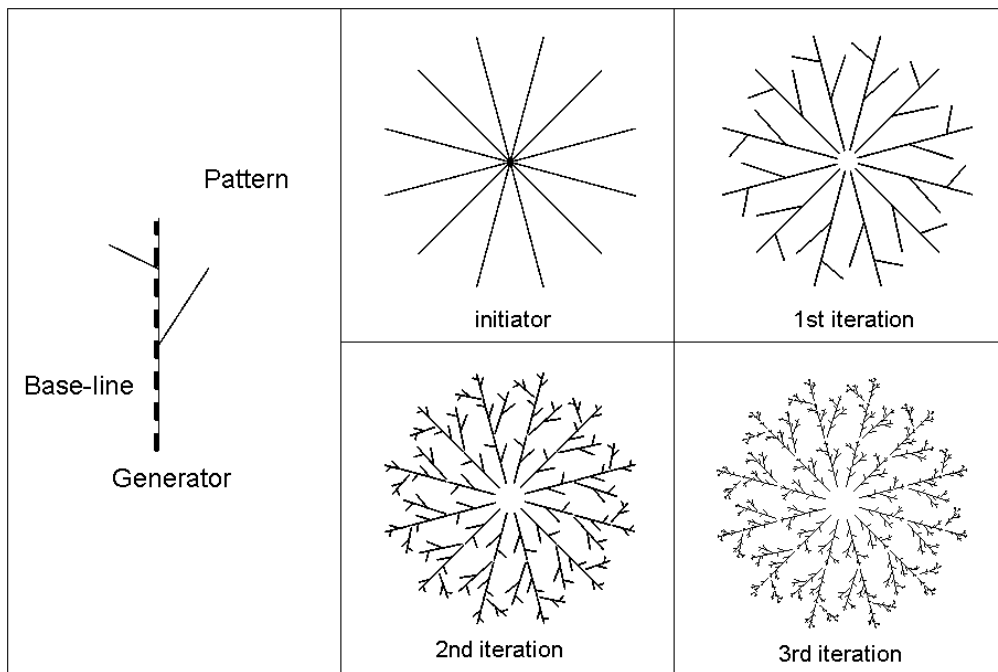 Pattern
Base-line
Generator
initiator
1st iteration
2nd iteration
3rd iteration